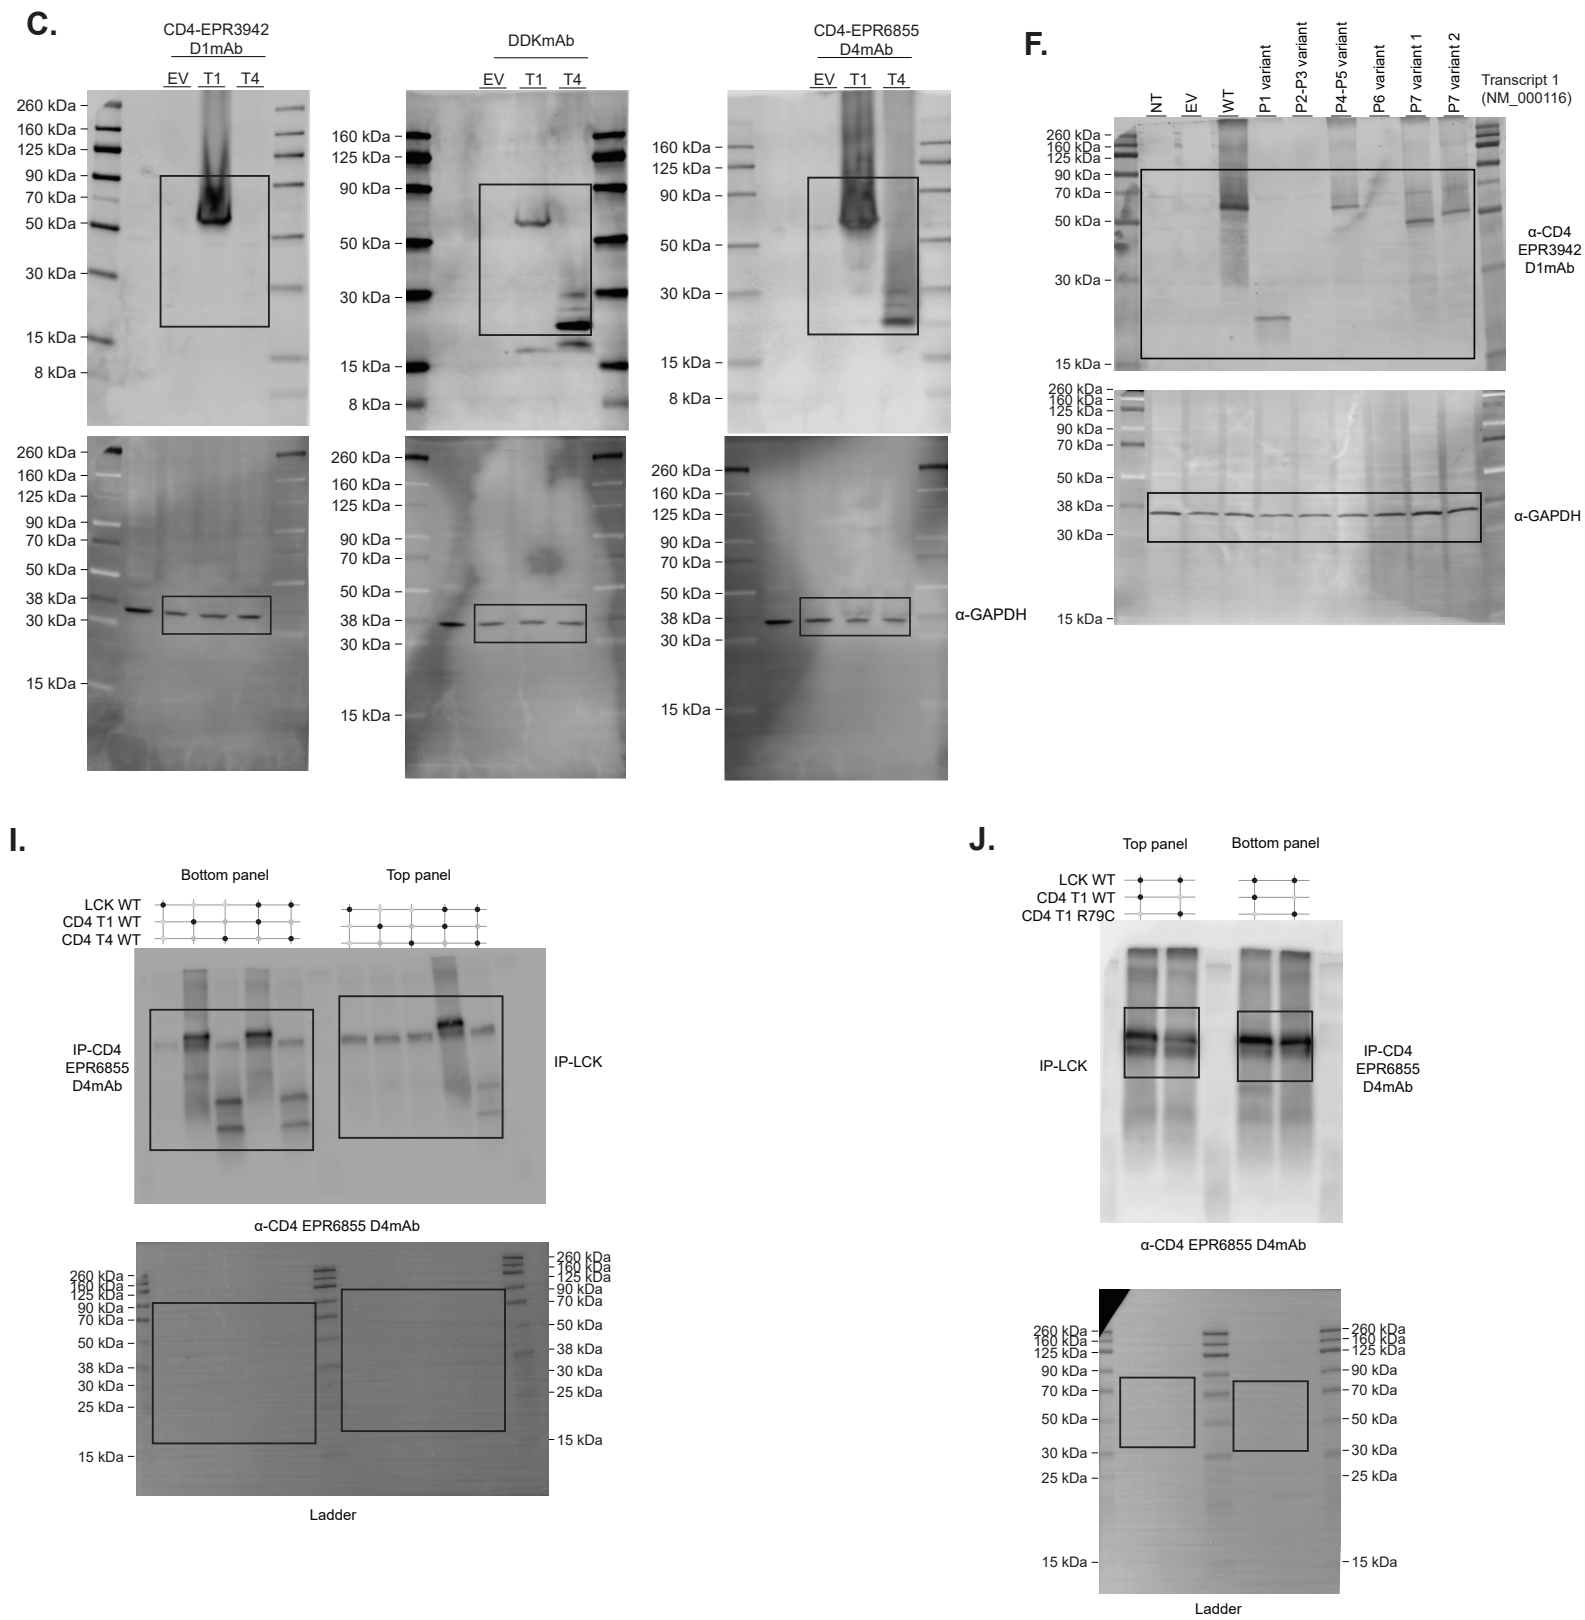 C.
CD4-EPR3942
D1mAb
EV T1 T4
260 kDa
160 kDa
125 kDa
90 kDa
70 kDa
50 kDa
30 kDa
15 kDa
8 kDa
DDKmAb
EV T1 T4
160 kDa
125 kDa
90 kDa
50 kDa
30 kDa
15 kDa
8 kDa
CD4-EPR6855
D4mAb
EV T1 T4
160 kDa
125 kDa
90 kDa
50 kDa
30 kDa
15 kDa
8 kDa
260 kDa
160 kDa
125 kDa
90 kDa
70 kDa
50 kDa
38 kDa
30 kDa
15 kDa
260 kDa
160 kDa
125 kDa
90 kDa
70 kDa
50 kDa
38 kDa
30 kDa
15 kDa
260 kDa
160 kDa
125 kDa
90 kDa
70 kDa
50 kDa
38 kDa
30 kDa
15 kDa
α-GAPDH
F.
NT
EV
WT
P1 variant
P2-P3 variant
P4-P5 variant
P6 variant
P7 variant 1
P7 variant 2
Transcript 1
(NM_000116)
260 kDa
160 kDa
125 kDa
90 kDa
70 kDa
50 kDa
30 kDa
15 kDa
α-CD4
EPR3942
D1mAb
260 kDa
160 kDa
125 kDa
90 kDa
70 kDa
50 kDa
38 kDa
30 kDa
15 kDa
α-GAPDH
I.
Bottom panel
Top panel
LCK WT
CD4 T1 WT
CD4 T4 WT
IP-CD4
EPR6855
D4mAb
IP-LCK
α-CD4 EPR6855 D4mAb
260 kDa
160 kDa
125 kDa
90 kDa
70 kDa
50 kDa
38 kDa
30 kDa
25 kDa
15 kDa
260 kDa
160 kDa
125 kDa
90 kDa
70 kDa
50 kDa
38 kDa
30 kDa
25 kDa
15 kDa
Ladder
J.
Top panel
Bottom panel
LCK WT
CD4 T1 WT
CD4 T1 R79C
IP-LCK
IP-CD4
EPR6855
D4mAb
α-CD4 EPR6855 D4mAb
260 kDa
160 kDa
125 kDa
90 kDa
70 kDa
50 kDa
30 kDa
25 kDa
15 kDa
260 kDa
160 kDa
125 kDa
90 kDa
70 kDa
50 kDa
30 kDa
25 kDa
15 kDa
Ladder